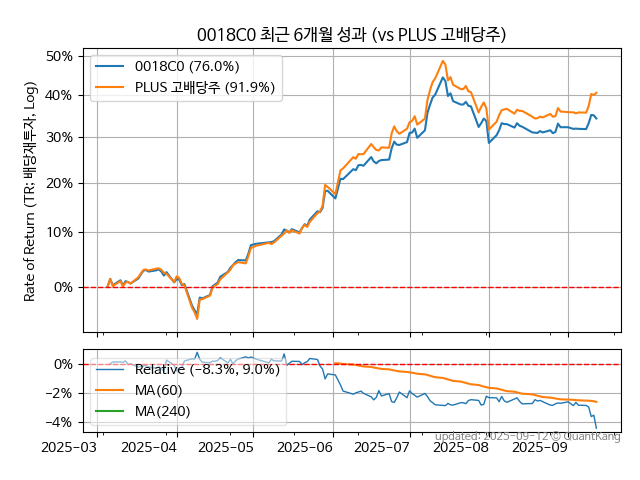 0018C0 최근 6개월 성과 (vs PLUS 고배당주)
Rate of Return (TR; 배당재투자, Log)
50%
40%
30%
20%
10%
0%
0018C0 (76.0%)
PLUS 고배당주 (91.9%)
0%
−2%
−4%
Relative (−8.3%, 9.0%)
MA(60)
MA(240)
2025-03
2025-04
2025-05
2025-06
2025-07
2025-08
2025-09
updated: 2025-09-12 © QuantKang